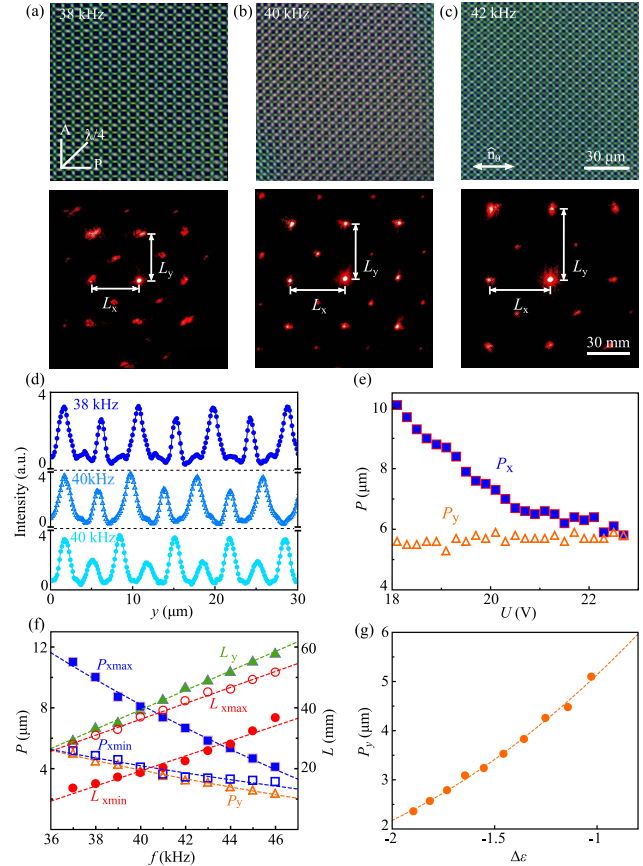 (a) 38 kHz
(b) 40 kHz
(c) 42 kHz
A
λ/4
P
n̂₀
30 μm
Ly
Lx
Ly
Lx
Ly
Lx
30 mm
(d)
4
38 kHz
0
4
40kHz
0
4
40 kHz
0
Intensity (a.u.)
0 10 20 30
y (μm)
(e)
10
8
6
4
P (μm)
Px
Py
18 20 22
U (V)
(f)
12
8
4
P (μm)
Pxmax
Ly
Lxmax
Pxmin
Lxmin
Py
60
40
20
0
L (mm)
36 38 40 42 44 46
f (kHz)
(g)
6
5
4
3
2
Py (μm)
-2 -1.5 -1
Δε